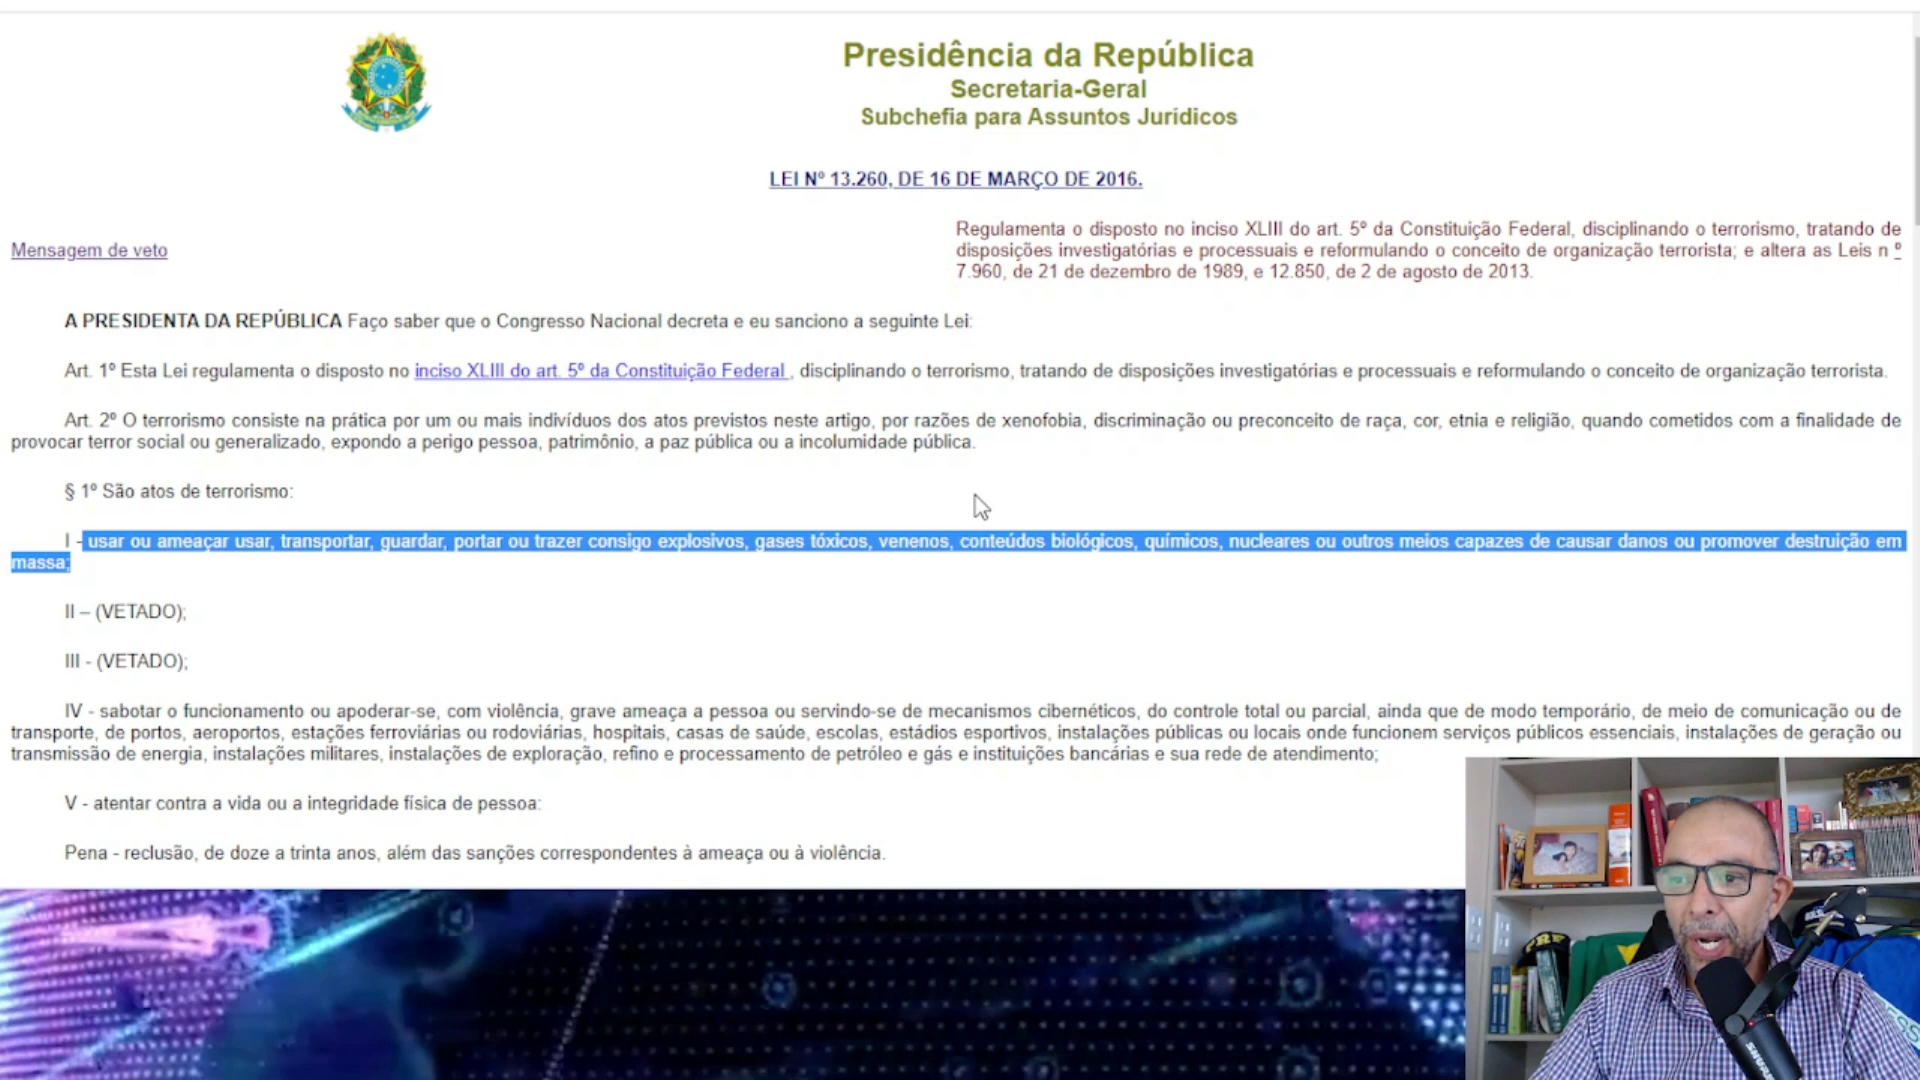 Presidência da República
Secretaria-Geral
Subchefia para Assuntos Jurídicos
LEI Nº 13.260, DE 16 DE MARÇO DE 2016.
Mensagem de veto
Regulamenta o disposto no inciso XLIII do art. 5º da Constituição Federal, disciplinando o terrorismo, tratando de
disposições investigatórias e processuais e reformulando o conceito de organização terrorista; e altera as Leis n º
7.960, de 21 de dezembro de 1989, e 12.850, de 2 de agosto de 2013.
A PRESIDENTA DA REPÚBLICA Faço saber que o Congresso Nacional decreta e eu sanciono a seguinte Lei:
Art. 1º Esta Lei regulamenta o disposto no inciso XLIII do art. 5º da Constituição Federal , disciplinando o terrorismo, tratando de disposições investigatórias e processuais e reformulando o conceito de organização terrorista.
Art. 2º O terrorismo consiste na prática por um ou mais indivíduos dos atos previstos neste artigo, por razões de xenofobia, discriminação ou preconceito de raça, cor, etnia e religião, quando cometidos com a finalidade de
provocar terror social ou generalizado, expondo a perigo pessoa, patrimônio, a paz pública ou a incolumidade pública.
§ 1º São atos de terrorismo:
I - usar ou ameaçar usar, transportar, guardar, portar ou trazer consigo explosivos, gases tóxicos, venenos, conteúdos biológicos, químicos, nucleares ou outros meios capazes de causar danos ou promover destruição em
massa;
II – (VETADO);
III - (VETADO);
IV - sabotar o funcionamento ou apoderar-se, com violência, grave ameaça a pessoa ou servindo-se de mecanismos cibernéticos, do controle total ou parcial, ainda que de modo temporário, de meio de comunicação ou de
transporte, de portos, aeroportos, estações ferroviárias ou rodoviárias, hospitais, casas de saúde, escolas, estádios esportivos, instalações públicas ou locais onde funcionem serviços públicos essenciais, instalações de geração ou
transmissão de energia, instalações militares, instalações de exploração, refino e processamento de petróleo e gás e instituições bancárias e sua rede de atendimento;
V - atentar contra a vida ou a integridade física de pessoa:
Pena - reclusão, de doze a trinta anos, além das sanções correspondentes à ameaça ou à violência.
PRF
SHURE